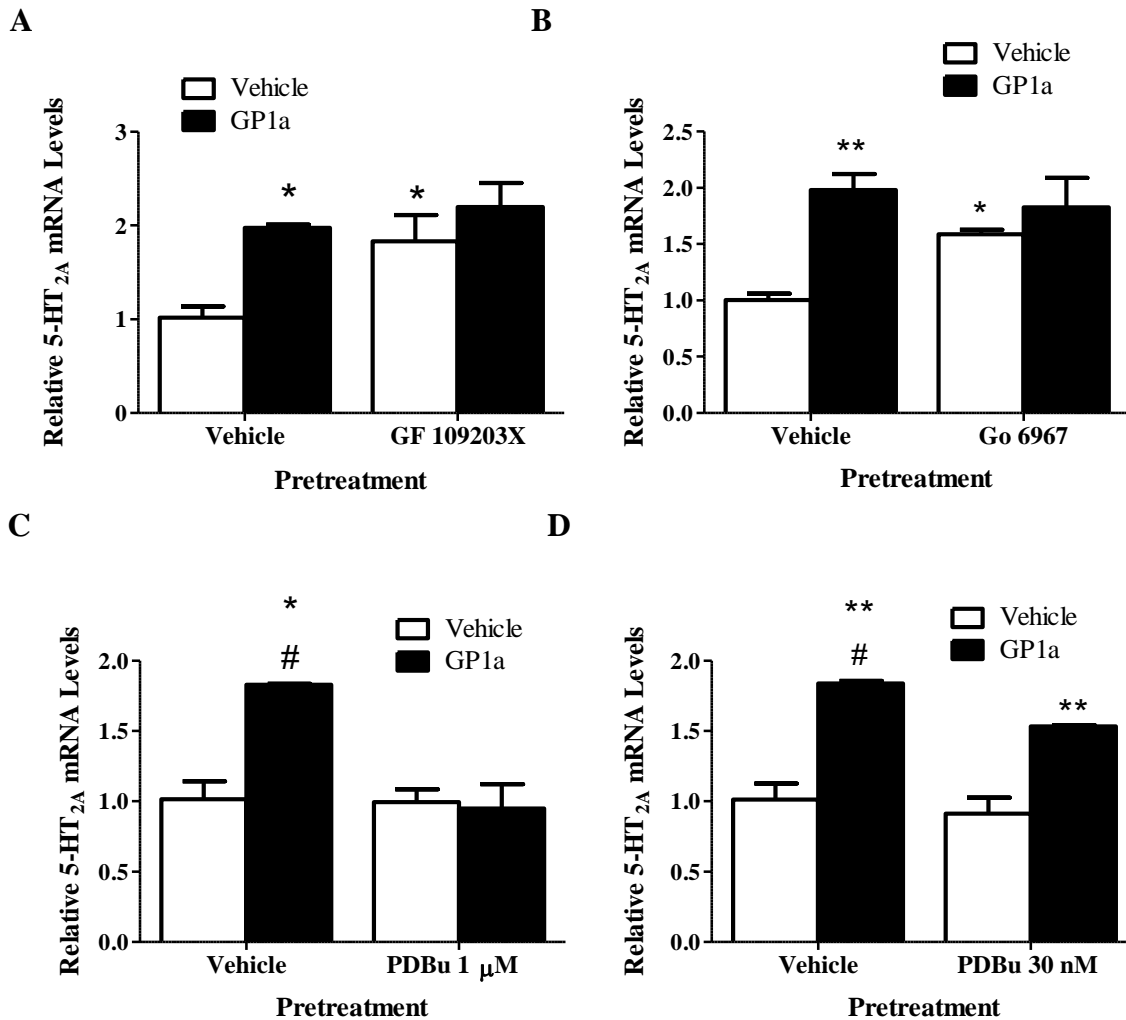 A
Vehicle
GP1a
Relative 5-HT2A mRNA Levels
3
2
1
0
*
*
Vehicle
GF 109203X
Pretreatment
B
Vehicle
GP1a
Relative 5-HT2A mRNA Levels
2.5
2.0
1.5
1.0
0.5
0.0
**
*
Vehicle
Go 6967
Pretreatment
C
Vehicle
GP1a
Relative 5-HT2A mRNA Levels
2.0
1.5
1.0
0.5
0.0
*
#
Vehicle
PDBu 1 μM
Pretreatment
D
Vehicle
GP1a
Relative 5-HT2A mRNA Levels
2.0
1.5
1.0
0.5
0.0
**
#
**
Vehicle
PDBu 30 nM
Pretreatment